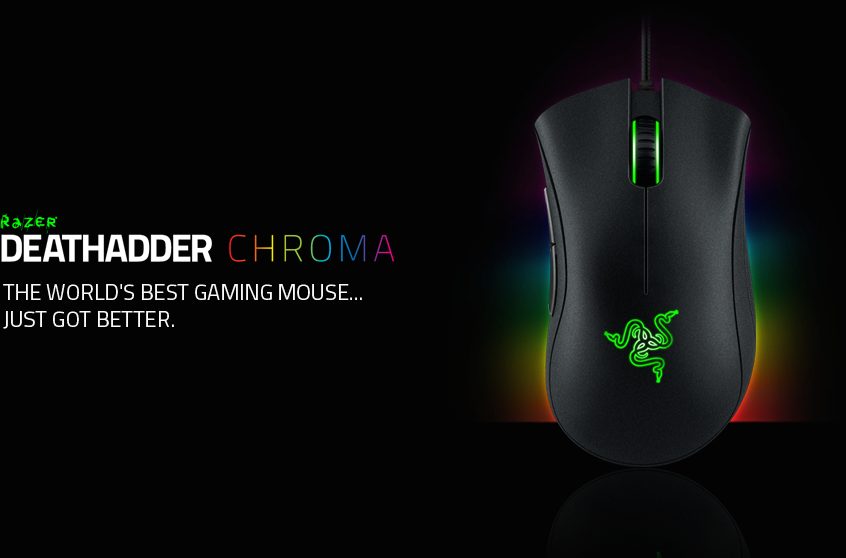 RAZER
DEATHADDER CHROMA
THE WORLD'S BEST GAMING MOUSE...
JUST GOT BETTER.